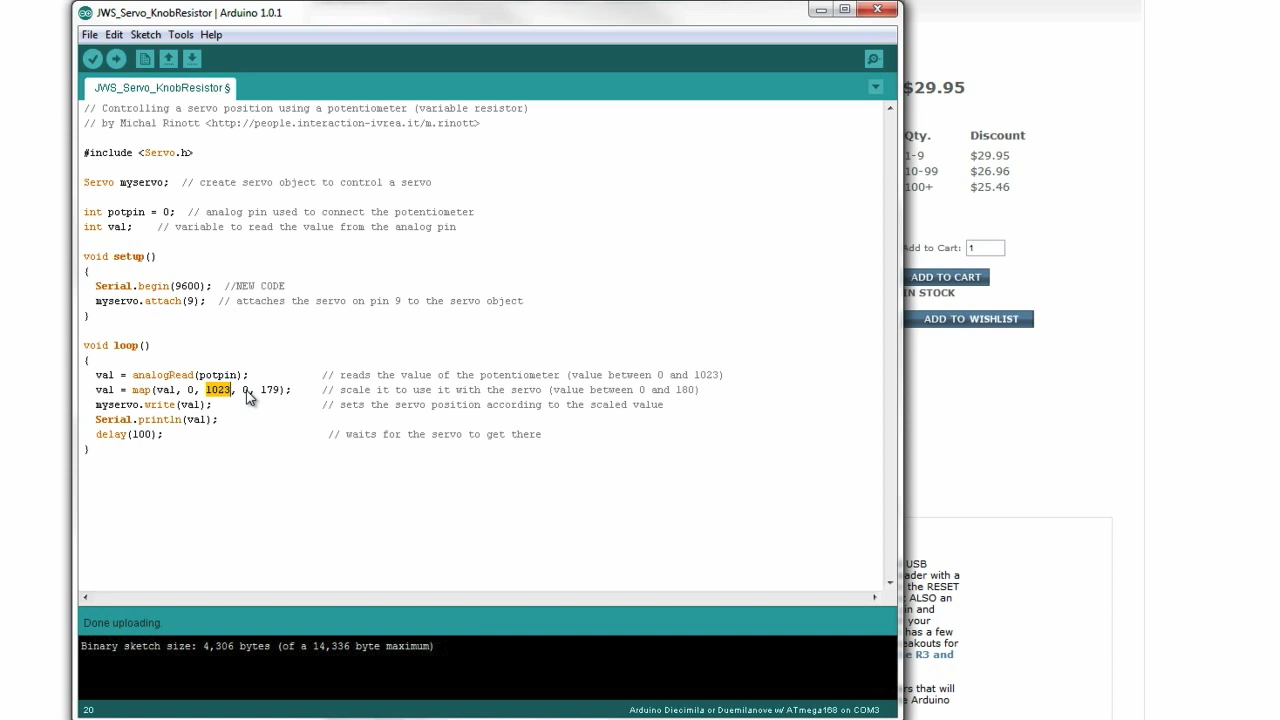 JWS_Servo_KnobResistor | Arduino 1.0.1
File Edit Sketch Tools Help
JWS_Servo_KnobResistor §
// Controlling a servo position using a potentiometer (variable resistor)
// by Michal Rinott <http://people.interaction-ivrea.it/m.rinott>
#include <Servo.h>
Servo myservo;  // create servo object to control a servo
int potpin = 0;  // analog pin used to connect the potentiometer
int val;    // variable to read the value from the analog pin
void setup()
{
Serial.begin(9600);  //NEW CODE
myservo.attach(9);  // attaches the servo on pin 9 to the servo object
}
void loop()
{
val = analogRead(potpin);            // reads the value of the potentiometer (value between 0 and 1023)
val = map(val, 0, 1023, 0, 179);     // scale it to use it with the servo (value between 0 and 180)
myservo.write(val);                  // sets the servo position according to the scaled value
Serial.println(val);
delay(100);                           // waits for the servo to get there
}
Done uploading.
Binary sketch size: 4,306 bytes (of a 14,336 byte maximum)
20
Arduino Diecimila or Duemilanove w/ ATmega168 on COM3
$29.95
Qty. Discount
1-9 $29.95
10-99 $26.96
100+ $25.46
Add to Cart: 1
ADD TO CART
IN STOCK
ADD TO WISHLIST
USB
with a
the RESET
ALSO an
in and
your
has a few
for
R3 and
that will
Arduino